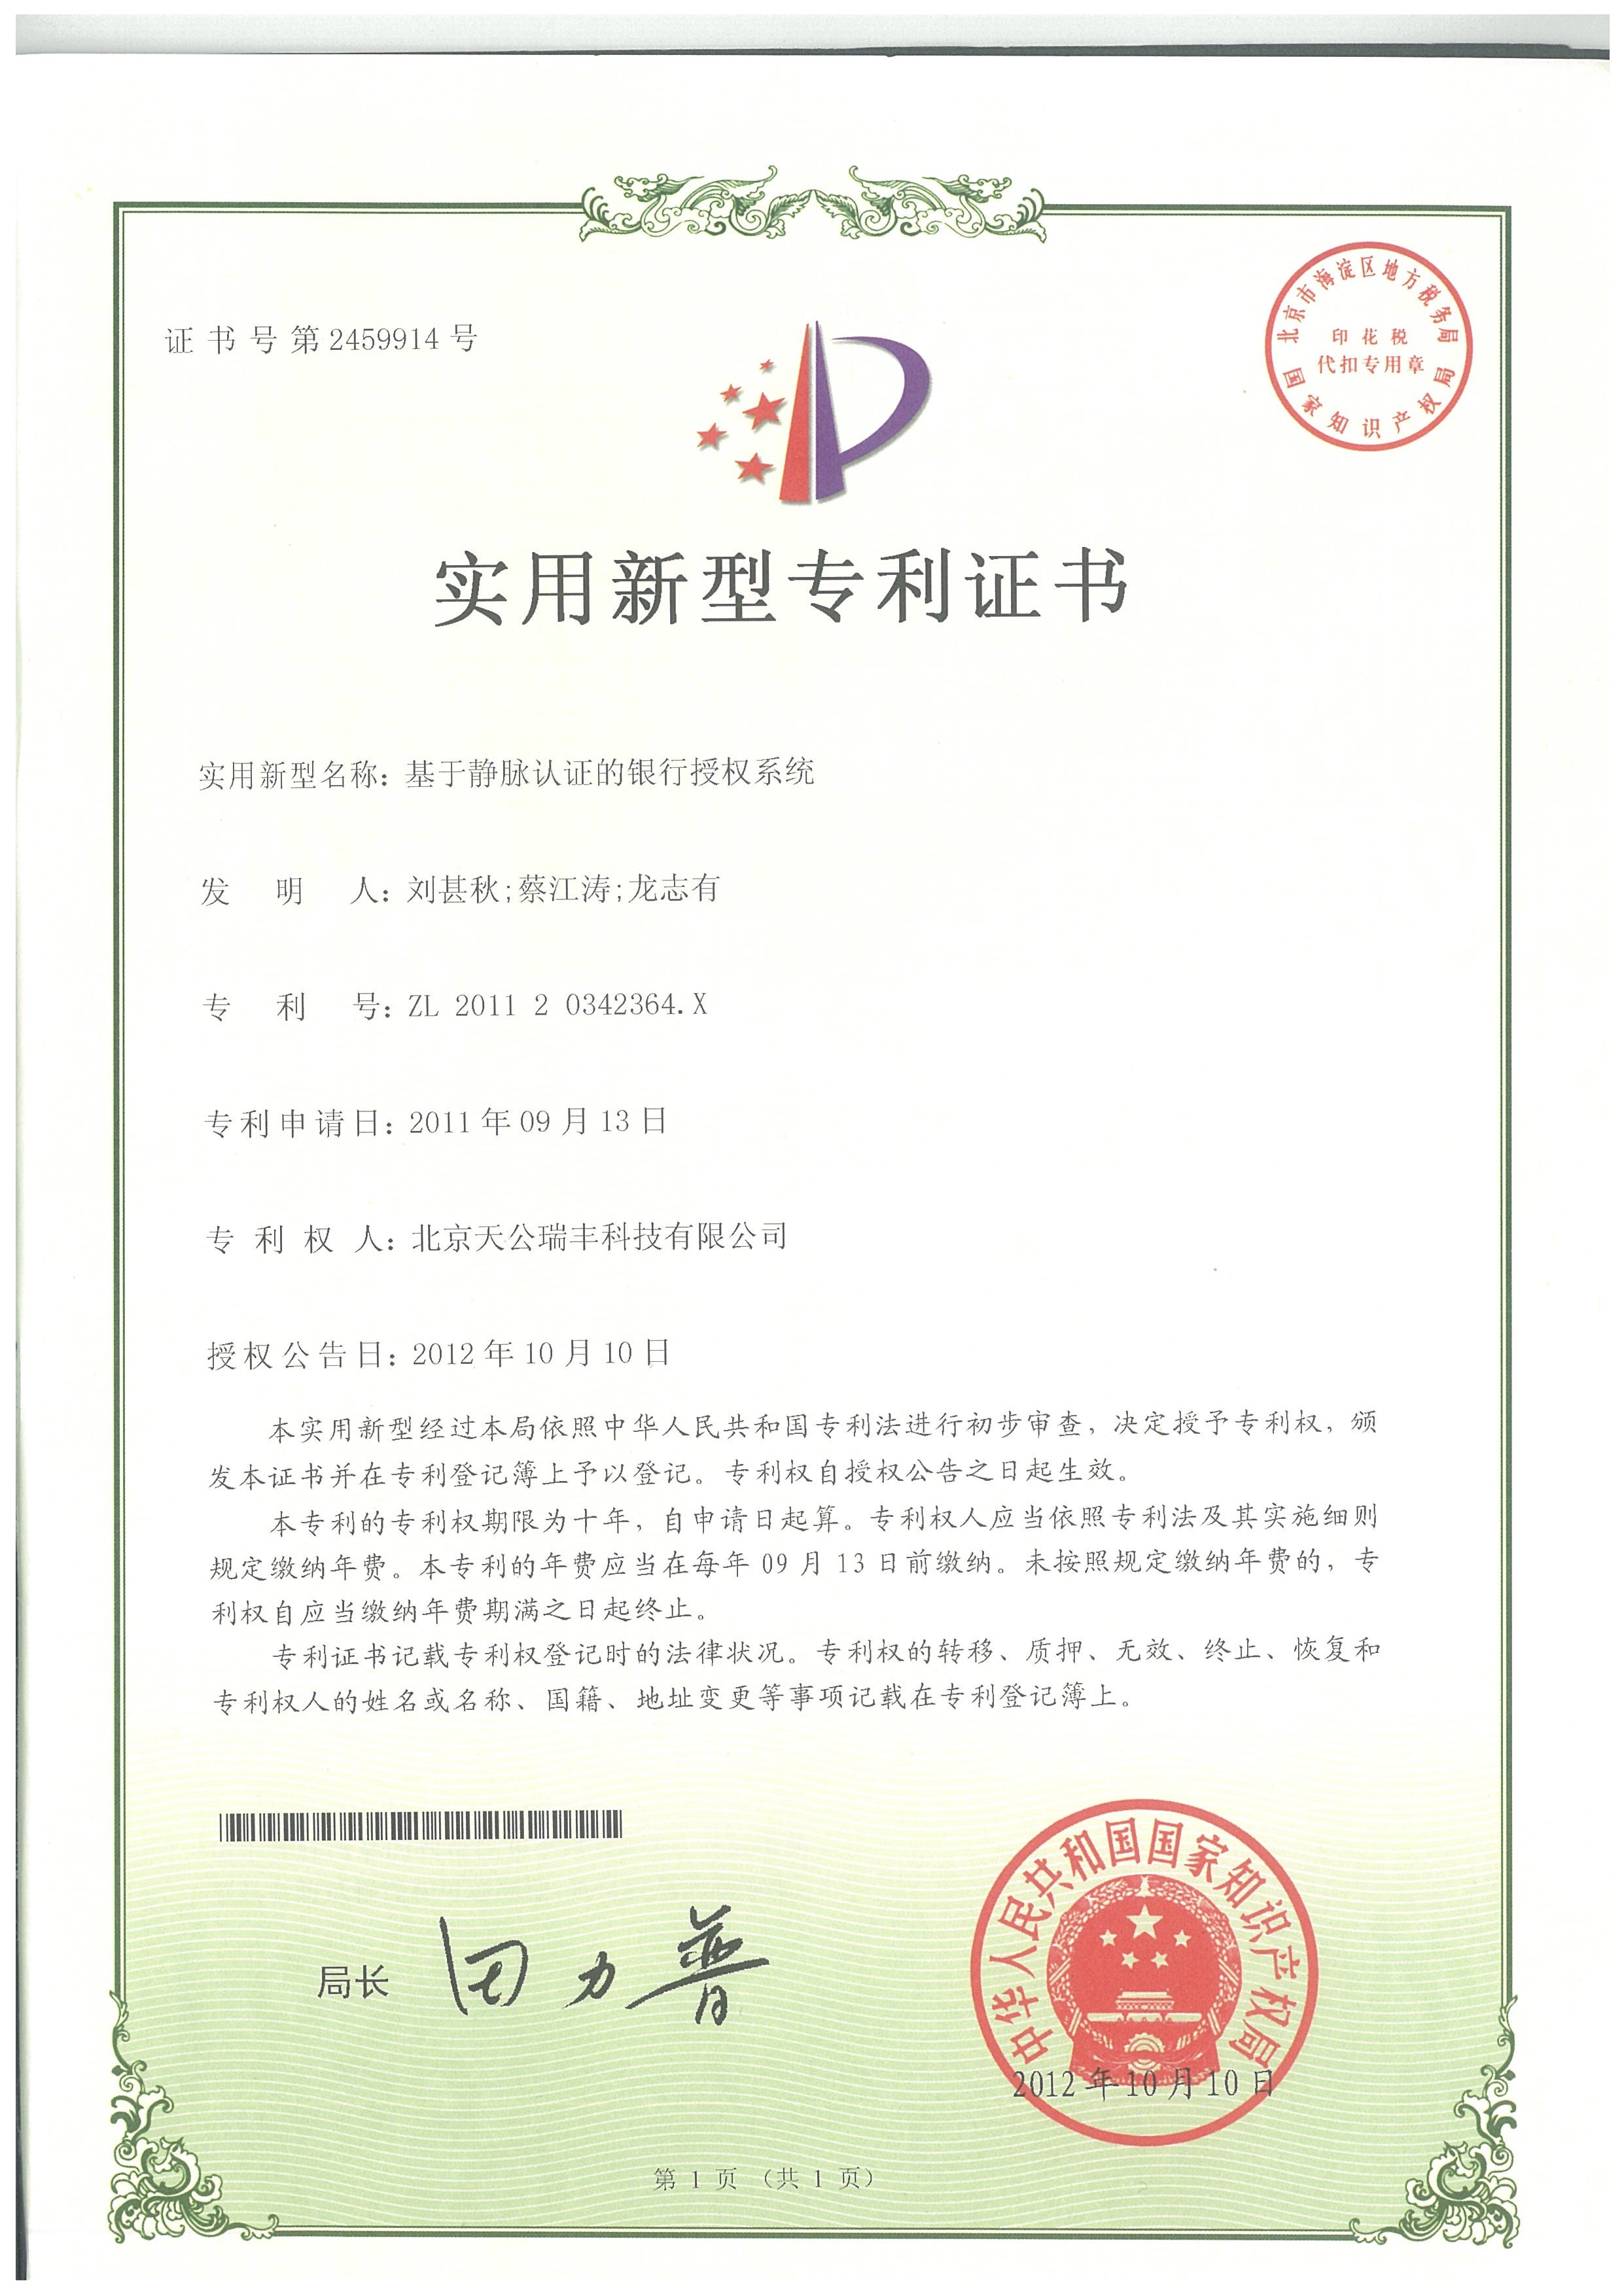 证书号第2459914号
北京市海淀区地方税务局
印花税
代扣专用章
国家知识产权局
实用新型专利证书
实用新型名称：基于静脉认证的银行授权系统
发明人：刘甚秋;蔡江涛;龙志有
专利号：ZL 2011 2 0342364.X
专利申请日：2011年09月13日
专利权人：北京天公瑞丰科技有限公司
授权公告日：2012年10月10日
本实用新型经过本局依照中华人民共和国专利法进行初步审查，决定授予专利权，颁
发本证书并在专利登记簿上予以登记。专利权自授权公告之日起生效。
本专利的专利权期限为十年，自申请日起算。专利权人应当依照专利法及其实施细则
规定缴纳年费。本专利的年费应当在每年09月13日前缴纳。未按照规定缴纳年费的，专
利权自应当缴纳年费期满之日起终止。
专利证书记载专利权登记时的法律状况。专利权的转移、质押、无效、终止、恢复和
专利权人的姓名或名称、国籍、地址变更等事项记载在专利登记簿上。
局长 田力普
中华人民共和国国家知识产权局
2012年10月10日
第 1 页 （共 1 页）